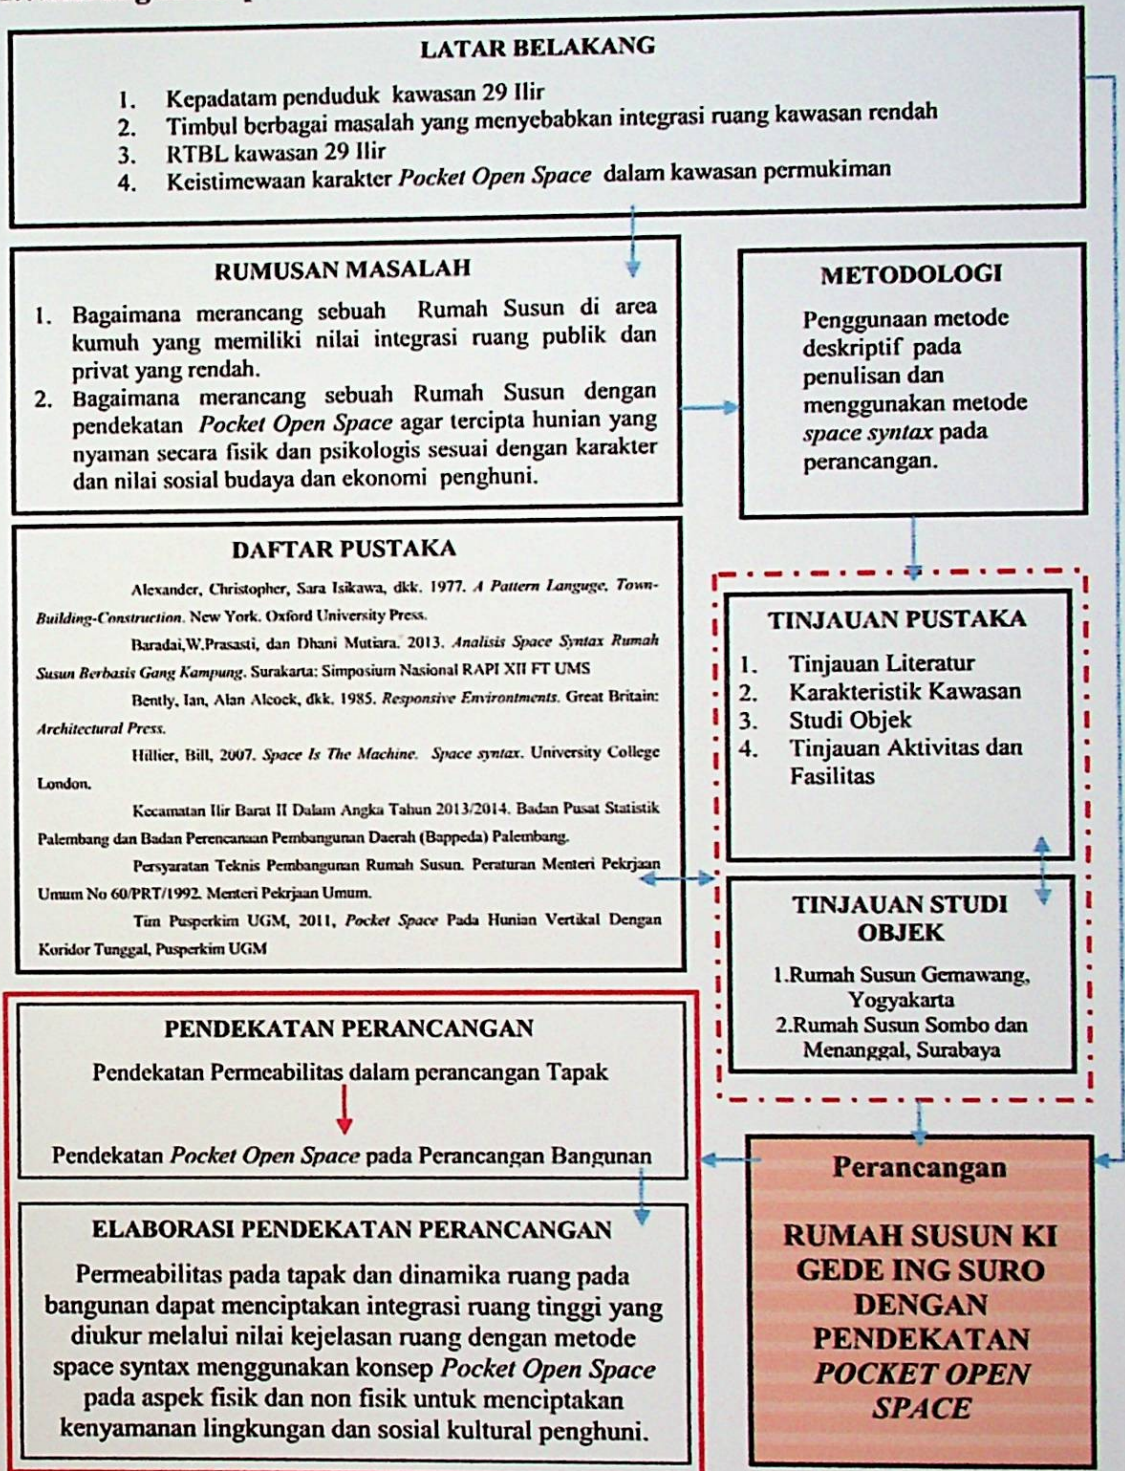 LATAR BELAKANG
1. Kepadatam penduduk kawasan 29 Ilir
2. Timbul berbagai masalah yang menyebabkan integrasi ruang kawasan rendah
3. RTBL kawasan 29 Ilir
4. Keistimewaan karakter Pocket Open Space dalam kawasan permukiman
RUMUSAN MASALAH
1. Bagaimana merancang sebuah Rumah Susun di area
kumuh yang memiliki nilai integrasi ruang publik dan
privat yang rendah.
2. Bagaimana merancang sebuah Rumah Susun dengan
pendekatan Pocket Open Space agar tercipta hunian yang
nyaman secara fisik dan psikologis sesuai dengan karakter
dan nilai sosial budaya dan ekonomi penghuni.
METODOLOGI
Penggunaan metode
deskriptif pada
penulisan dan
menggunakan metode
space syntax pada
perancangan.
DAFTAR PUSTAKA
Alexander, Christopher, Sara Isikawa, dkk. 1977. A Pattern Languge, Town-
Building-Construction. New York. Oxford University Press.
Baradai,W.Prasasti, dan Dhani Mutiara. 2013. Analisis Space Syntax Rumah
Susun Berbasis Gang Kampung. Surakarta: Simposium Nasional RAPI XII FT UMS
Bently, Ian, Alan Alcock, dkk. 1985. Responsive Environtments. Great Britain:
Architectural Press.
Hillier, Bill, 2007. Space Is The Machine. Space syntax. University College
London.
Kecamatan Ilir Barat II Dalam Angka Tahun 2013/2014. Badan Pusat Statistik
Palembang dan Badan Perencanaan Pembangunan Daerah (Bappeda) Palembang.
Persyaratan Teknis Pembangunan Rumah Susun. Peraturan Menteri Pekrjaan
Umum No 60/PRT/1992. Menteri Pekrjaan Umum.
Tim Pusperkim UGM, 2011, Pocket Space Pada Hunian Vertikal Dengan
Koridor Tunggal, Pusperkim UGM
TINJAUAN PUSTAKA
1. Tinjauan Literatur
2. Karakteristik Kawasan
3. Studi Objek
4. Tinjauan Aktivitas dan
Fasilitas
TINJAUAN STUDI
OBJEK
1.Rumah Susun Gemawang,
Yogyakarta
2.Rumah Susun Sombo dan
Menanggal, Surabaya
PENDEKATAN PERANCANGAN
Pendekatan Permeabilitas dalam perancangan Tapak
Pendekatan Pocket Open Space pada Perancangan Bangunan
ELABORASI PENDEKATAN PERANCANGAN
Permeabilitas pada tapak dan dinamika ruang pada
bangunan dapat menciptakan integrasi ruang tinggi yang
diukur melalui nilai kejelasan ruang dengan metode
space syntax menggunakan konsep Pocket Open Space
pada aspek fisik dan non fisik untuk menciptakan
kenyamanan lingkungan dan sosial kultural penghuni.
Perancangan
RUMAH SUSUN KI
GEDE ING SURO
DENGAN
PENDEKATAN
POCKET OPEN
SPACE